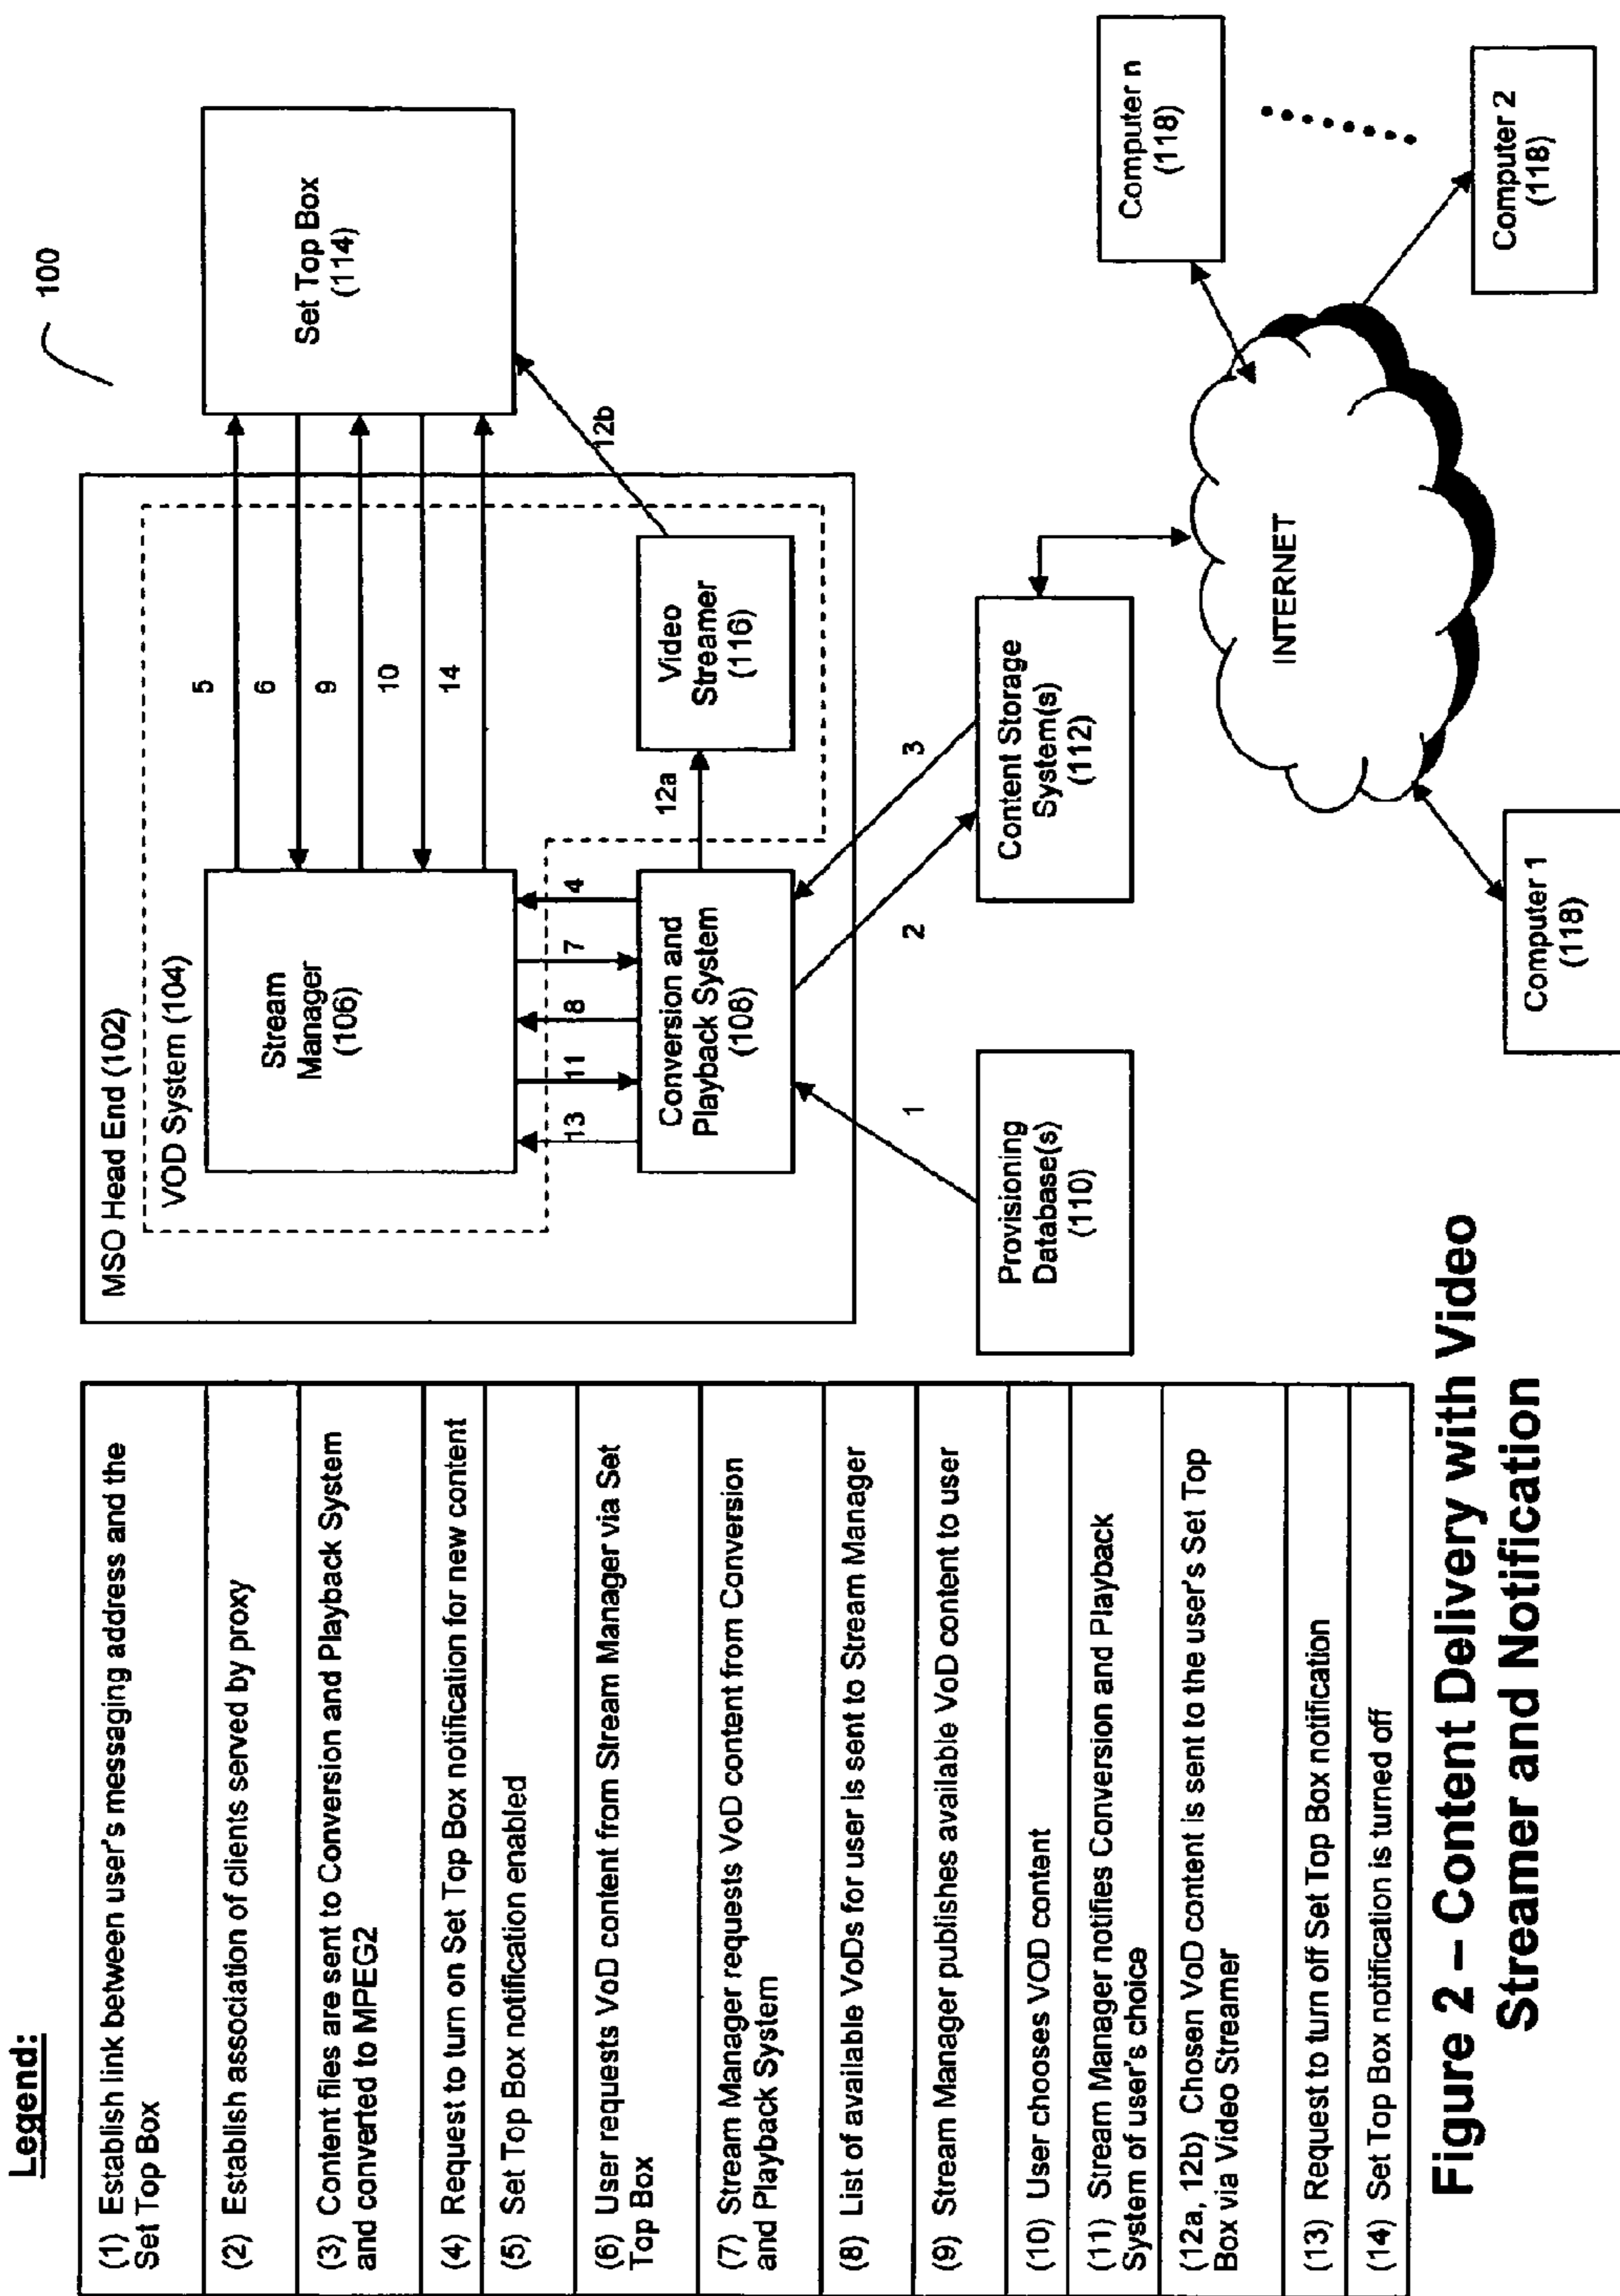 Legend:
(1) Establish link between user's messaging address and the
Set Top Box
(2) Establish association of clients served by proxy
(3) Content files are sent to Conversion and Playback System
and converted to MPEG2
(4) Request to turn on Set Top Box notification for new content
(5) Set Top Box notification enabled
(6) User requests VoD content from Stream Manager via Set
Top Box
(7) Stream Manager requests VoD content from Conversion
and Playback System
(8) List of available VoDs for user is sent to Stream Manager
(9) Stream Manager publishes available VoD content to user
(10) User chooses VOD content
(11) Stream Manager notifies Conversion and Playback
System of user's choice
(12a, 12b) Chosen VoD content is sent to the user's Set Top
Box via Video Streamer
(13) Request to turn off Set Top Box notification
(14) Set Top Box notification is turned off
100
MSO Head End (102)
VOD System (104)
Stream
Manager
(106)
5
6
9
10
14
Set Top Box
(114)
13
11
8
7
4
Conversion and
Playback System
(108)
12a
Video
Streamer
(116)
12b
1
2
3
Provisioning
Database(s)
(110)
Content Storage
System(s)
(112)
INTERNET
Computer n
(118)
Computer 2
(118)
Computer 1
(118)
Figure 2 – Content Delivery with Video
Streamer and Notification